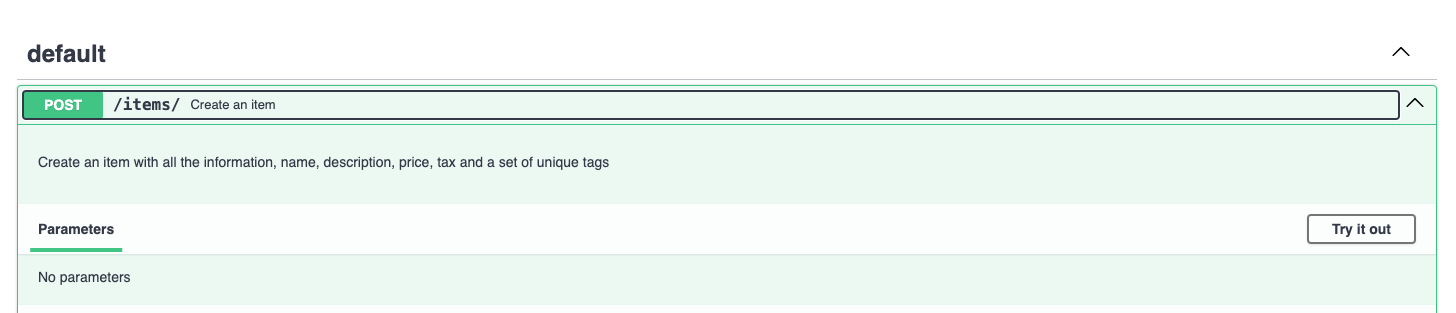 default
POST /items/ Create an item
Create an item with all the information, name, description, price, tax and a set of unique tags
Parameters Try it out
No parameters